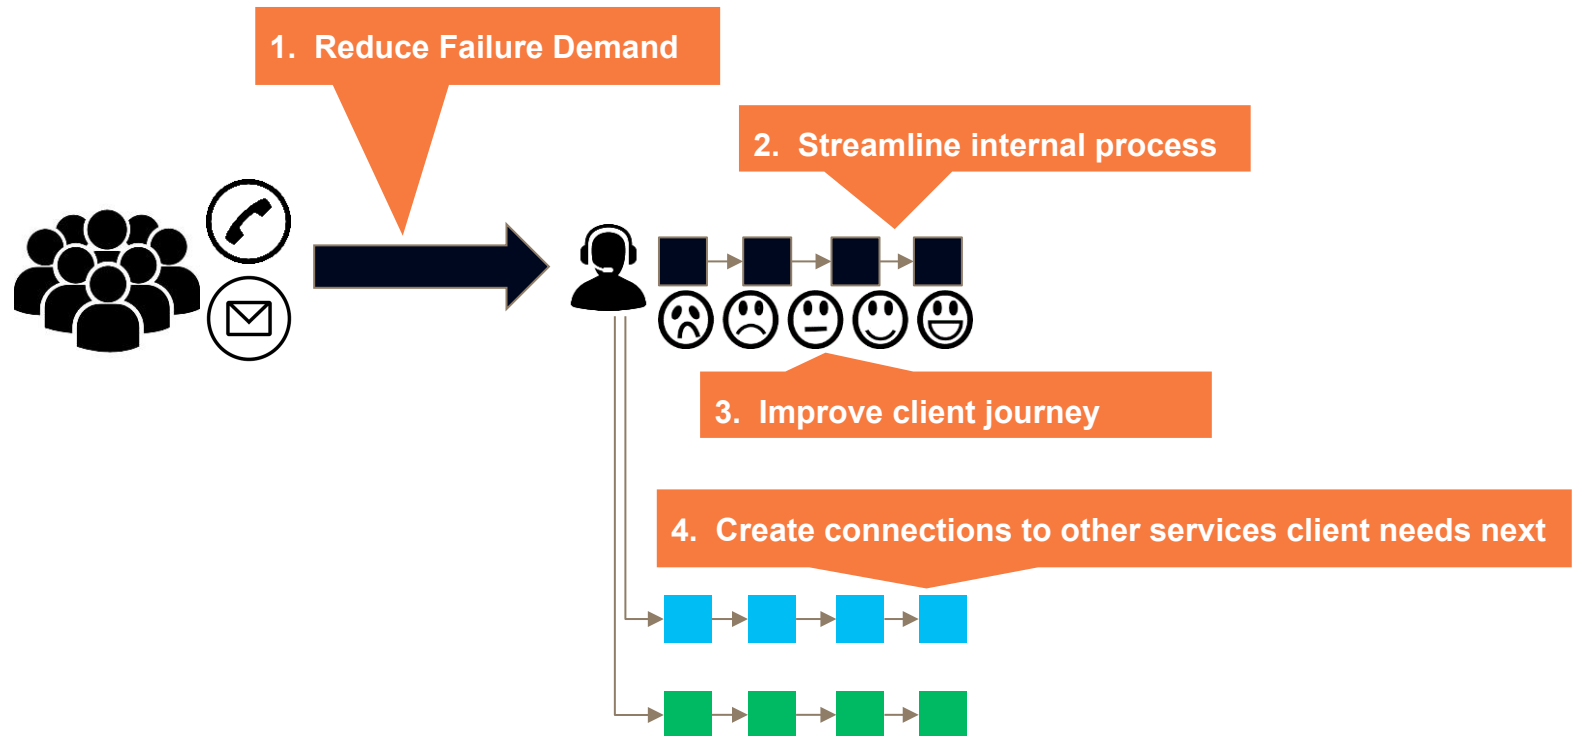 1. Reduce Failure Demand
2. Streamline internal process
3. Improve client journey
4. Create connections to other services client needs next